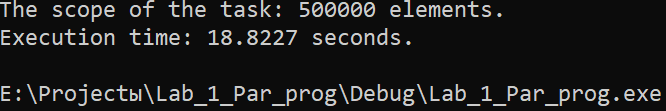 The scope of the task: 500000 elements.
Execution time: 18.8227 seconds.
E:\Projectы\Lab_1_Par_prog\Debug\Lab_1_Par_prog.exe